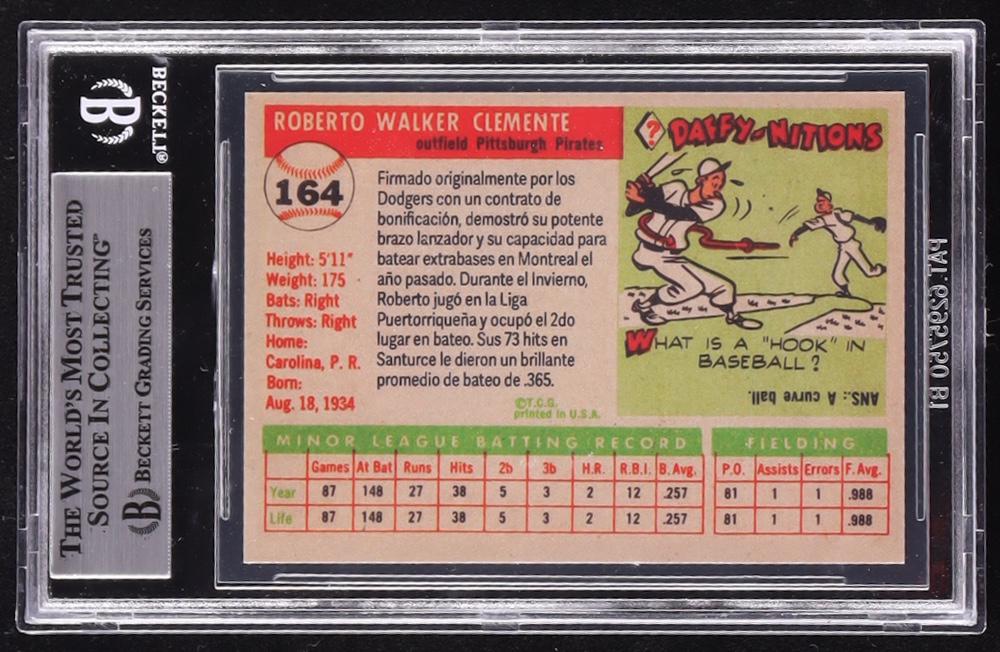 BECKETT®
THE WORLD'S MOST TRUSTED
SOURCE IN COLLECTING™
BECKETT GRADING SERVICES
ROBERTO WALKER CLEMENTE
outfield Pittsburgh Pirates
164
Height: 5'11"
Weight: 175
Bats: Right
Throws: Right
Home:
Carolina, P. R.
Born:
Aug. 18, 1934
Firmado originalmente por los
Dodgers con un contrato de
bonificación, demostró su potente
brazo lanzador y su capacidad para
batear extrabases en Montreal el
año pasado. Durante el Invierno,
Roberto jugó en la Liga
Puertorriqueña y ocupó el 2do
lugar en bateo. Sus 73 hits en
Santurce le dieron un brillante
promedio de bateo de .365.
©T.C.G.
printed in U.S.A.
? DAFFY-NITIONS
WHAT IS A "HOOK" IN
BASEBALL?
ANS.: A curve ball.
MINOR LEAGUE BATTING RECORD
Games At Bat Runs Hits 2b 3b H.R. R.B.I. B. Avg.
Year 87 148 27 38 5 3 2 12 .257
Life 87 148 27 38 5 3 2 12 .257
FIELDING
P.O. Assists Errors F. Avg.
81 1 1 .988
81 1 1 .988